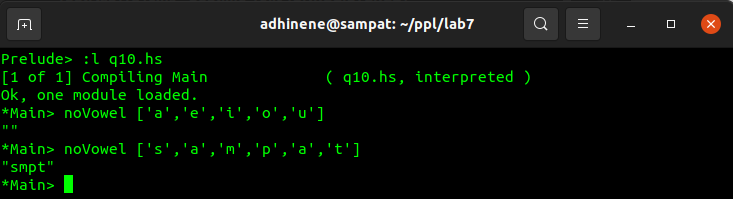 adhinene@sampat: ~/ppl/lab7
Prelude> :l q10.hs
[1 of 1] Compiling Main             ( q10.hs, interpreted )
Ok, one module loaded.
*Main> noVowel ['a','e','i','o','u']
""
*Main> noVowel ['s','a','m','p','a','t']
"smpt"
*Main>